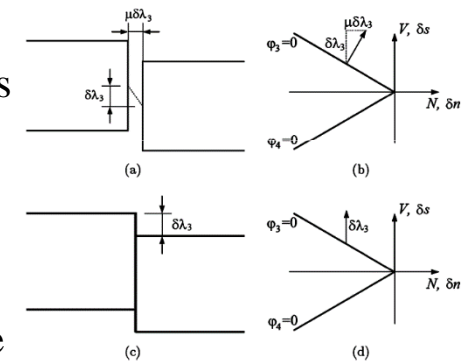 μδλ₃
s
δλ₃
(a)
φ₃=0
μδλ₃
δλ₃
V, δs
N, δn
φ₄=0
(b)
δλ₃
e
(c)
φ₃=0
δλ₃
V, δs
N, δn
φ₄=0
(d)